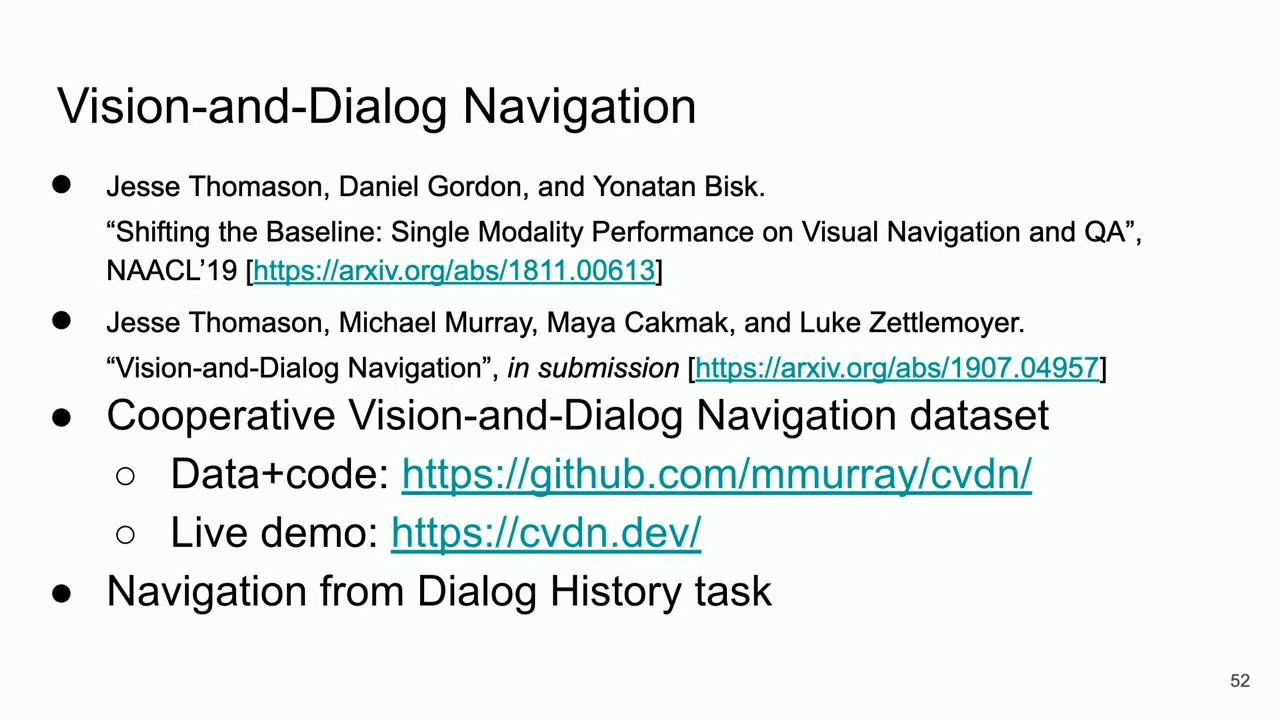 Vision-and-Dialog Navigation
● Jesse Thomason, Daniel Gordon, and Yonatan Bisk.
“Shifting the Baseline: Single Modality Performance on Visual Navigation and QA”,
NAACL’19 [https://arxiv.org/abs/1811.00613]
● Jesse Thomason, Michael Murray, Maya Cakmak, and Luke Zettlemoyer.
“Vision-and-Dialog Navigation”, in submission [https://arxiv.org/abs/1907.04957]
● Cooperative Vision-and-Dialog Navigation dataset
○ Data+code: https://github.com/mmurray/cvdn/
○ Live demo: https://cvdn.dev/
● Navigation from Dialog History task
52